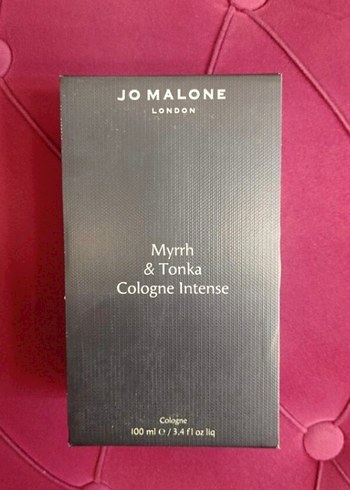 JO MALONE
LONDON
Myrrh
& Tonka
Cologne Intense
Cologne
100 ml ℮ / 3.4 fl oz liq